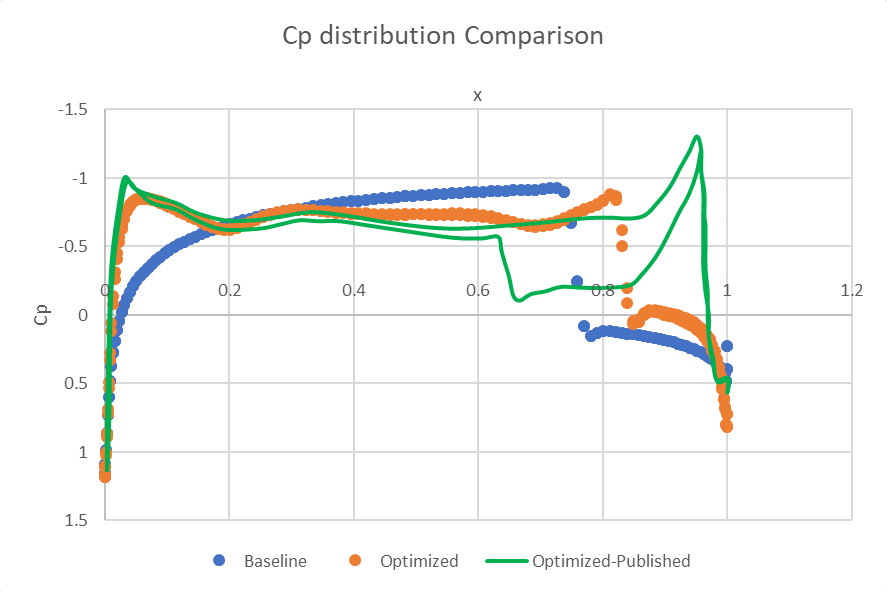 Cp distribution Comparison
x
-1.5
-1
-0.5
0 0.2 0.4 0.6 0.8 1 1.2
0
0.5
1
1.5
Cp
Baseline Optimized Optimized-Published